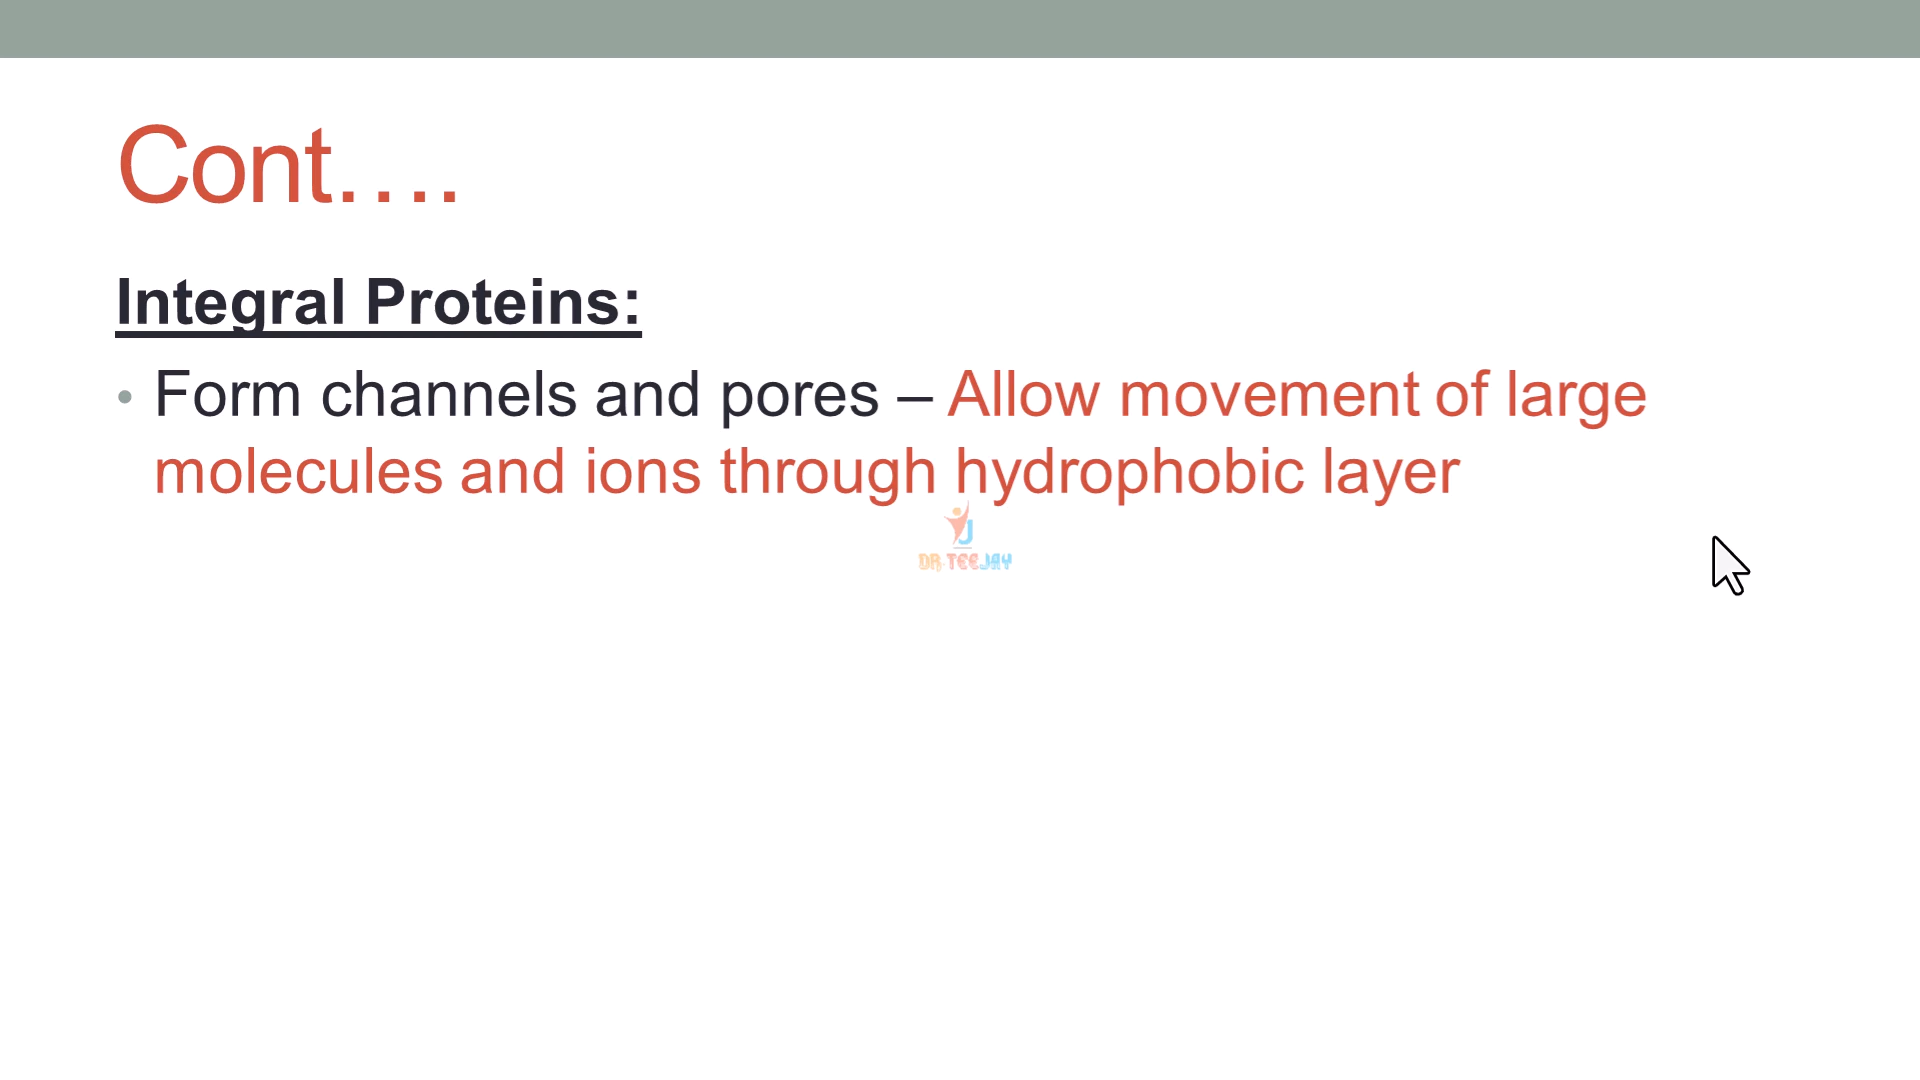 Cont….
Integral Proteins:
• Form channels and pores – Allow movement of large
molecules and ions through hydrophobic layer
J
DR TEEJAY